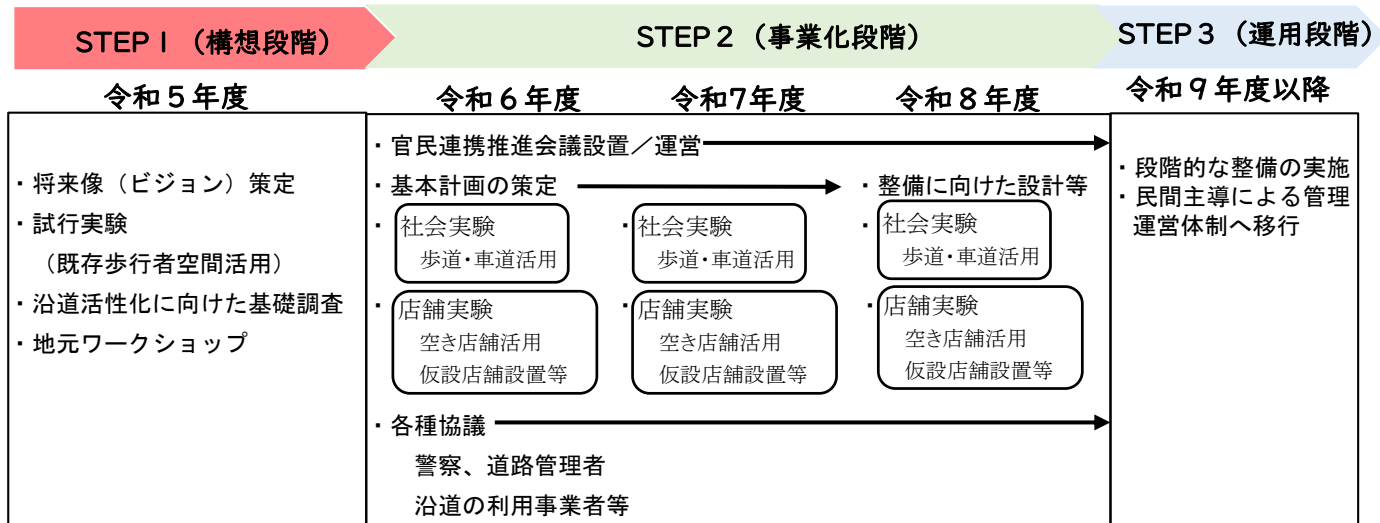 STEP1（構想段階）
STEP2（事業化段階）
STEP3（運用段階）
令和５年度
令和６年度
令和7年度
令和８年度
令和９年度以降
・将来像（ビジョン）策定
・試行実験
（既存歩行者空間活用）
・沿道活性化に向けた基礎調査
・地元ワークショップ
・官民連携推進会議設置／運営
・基本計画の策定
・整備に向けた設計等
・社会実験
歩道・車道活用
・社会実験
歩道・車道活用
・社会実験
歩道・車道活用
・店舗実験
空き店舗活用
仮設店舗設置等
・店舗実験
空き店舗活用
仮設店舗設置等
・店舗実験
空き店舗活用
仮設店舗設置等
・各種協議
警察、道路管理者
沿道の利用事業者等
・段階的な整備の実施
・民間主導による管理
運営体制へ移行